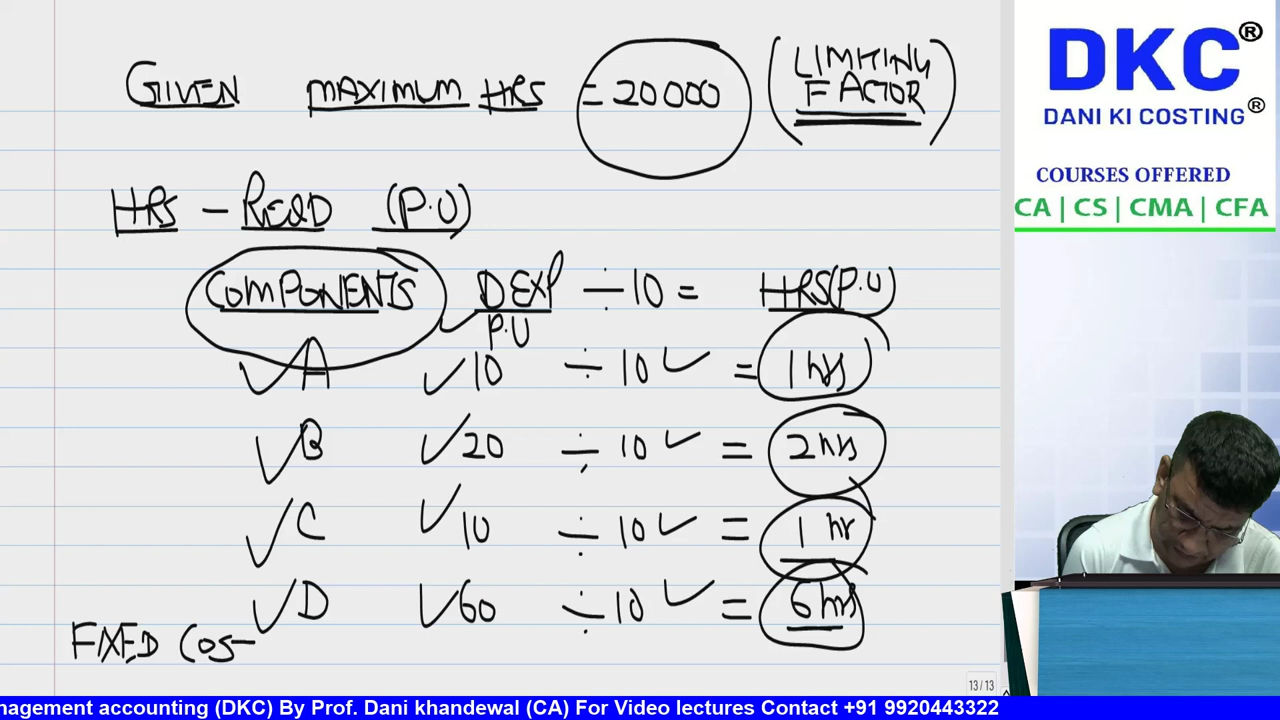 GIVEN MAXIMUM HRS = 20000 (LIMITING FACTOR)
HRS - REQD (P.U)
COMPONENTS DEXP P.U ÷ 10 = HRS(P.U)
A 10 ÷ 10 = 1 hrs
B 20 ÷ 10 = 2 hrs
C 10 ÷ 10 = 1 hr
D 60 ÷ 10 = 6 hrs
FIXED COST
13/13
DKC®
DANI KI COSTING®
COURSES OFFERED
CA | CS | CMA | CFA
nagement accounting (DKC) By Prof. Dani khandewal (CA) For Video lectures Contact +91 9920443322